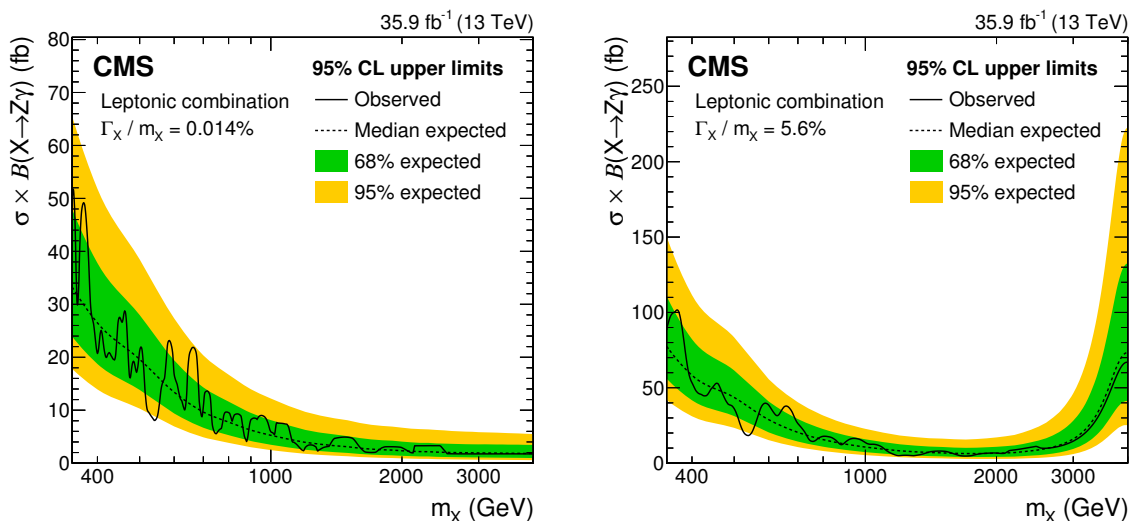 35.9 fb⁻¹ (13 TeV)
CMS
95% CL upper limits
Leptonic combination
Γ_X / m_X = 0.014%
Observed
Median expected
68% expected
95% expected
σ × B(X→Zγ) (fb)
80
70
60
50
40
30
20
10
0
400
1000
2000
3000
m_X (GeV)
35.9 fb⁻¹ (13 TeV)
CMS
95% CL upper limits
Leptonic combination
Γ_X / m_X = 5.6%
Observed
Median expected
68% expected
95% expected
σ × B(X→Zγ) (fb)
250
200
150
100
50
0
400
1000
2000
3000
m_X (GeV)